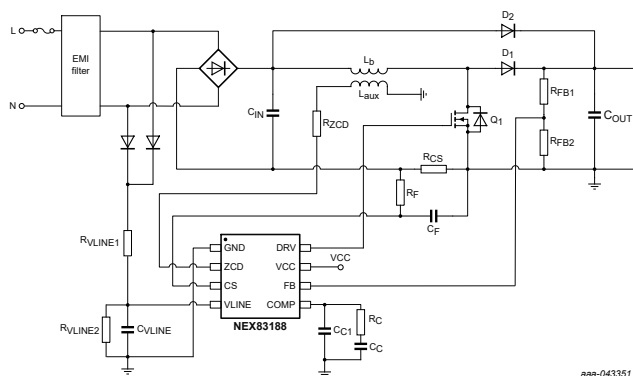 D2
L
EMI
filter
Lb
D1
Laux
RFB1
N
CIN
RZCD
Q1
COUT
RFB2
RCS
RF
CF
RVLINE1
GND
DRV
VCC
ZCD
VCC
CS
FB
VLINE
COMP
NEX83188
RVLINE2
CVLINE
CC1
RC
CC
aaa-043351